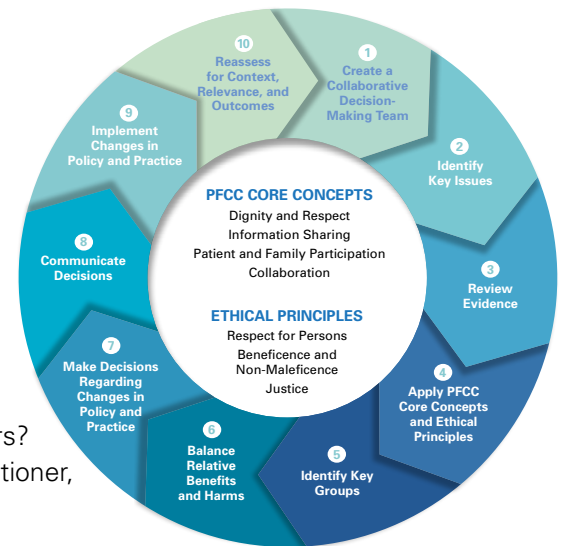 1
Create a
Collaborative
Decision-
Making Team
2
Identify
Key Issues
3
Review
Evidence
4
Apply PFCC
Core Concepts
and Ethical
Principles
5
Identify Key
Groups
6
Balance
Relative
Benefits
and Harms
7
Make Decisions
Regarding
Changes in
Policy and
Practice
8
Communicate
Decisions
9
Implement
Changes in
Policy and Practice
10
Reassess
for Context,
Relevance, and
Outcomes
PFCC CORE CONCEPTS
Dignity and Respect
Information Sharing
Patient and Family Participation
Collaboration
ETHICAL PRINCIPLES
Respect for Persons
Beneficence and
Non-Maleficence
Justice